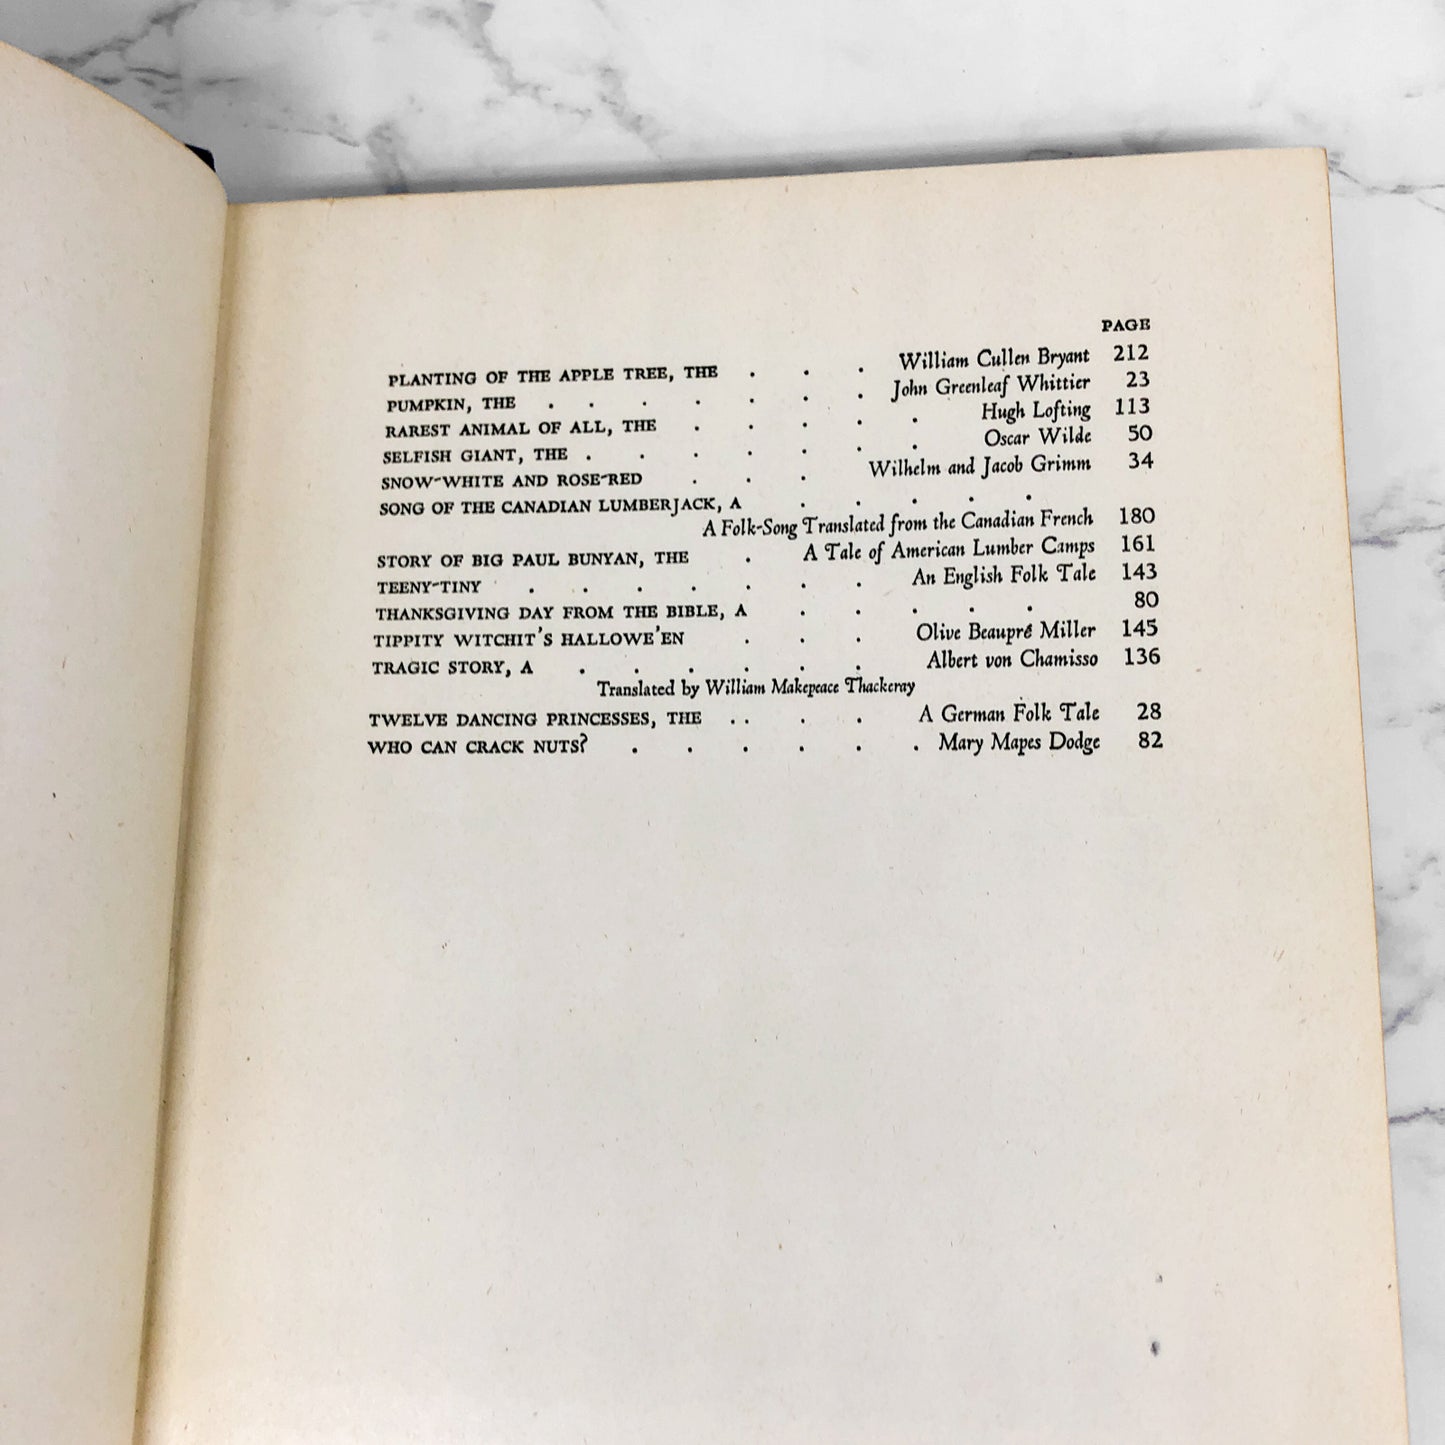 PAGE
PLANTING OF THE APPLE TREE, THE . . . William Cullen Bryant 212
PUMPKIN, THE . . . . . . John Greenleaf Whittier 23
RAREST ANIMAL OF ALL, THE . . . . . Hugh Lofting 113
SELFISH GIANT, THE . . . . . . . Oscar Wilde 50
SNOW-WHITE AND ROSE-RED . . . Wilhelm and Jacob Grimm 34
SONG OF THE CANADIAN LUMBERJACK, A . . . . .
A Folk-Song Translated from the Canadian French 180
STORY OF BIG PAUL BUNYAN, THE . A Tale of American Lumber Camps 161
TEENY-TINY . . . . . . . An English Folk Tale 143
THANKSGIVING DAY FROM THE BIBLE, A . . . . . 80
TIPPITY WITCHIT'S HALLOWE'EN . . . Olive Beaupré Miller 145
TRAGIC STORY, A . . . . . . Albert von Chamisso 136
Translated by William Makepeace Thackeray
TWELVE DANCING PRINCESSES, THE . . . . A German Folk Tale 28
WHO CAN CRACK NUTS? . . . . . . Mary Mapes Dodge 82